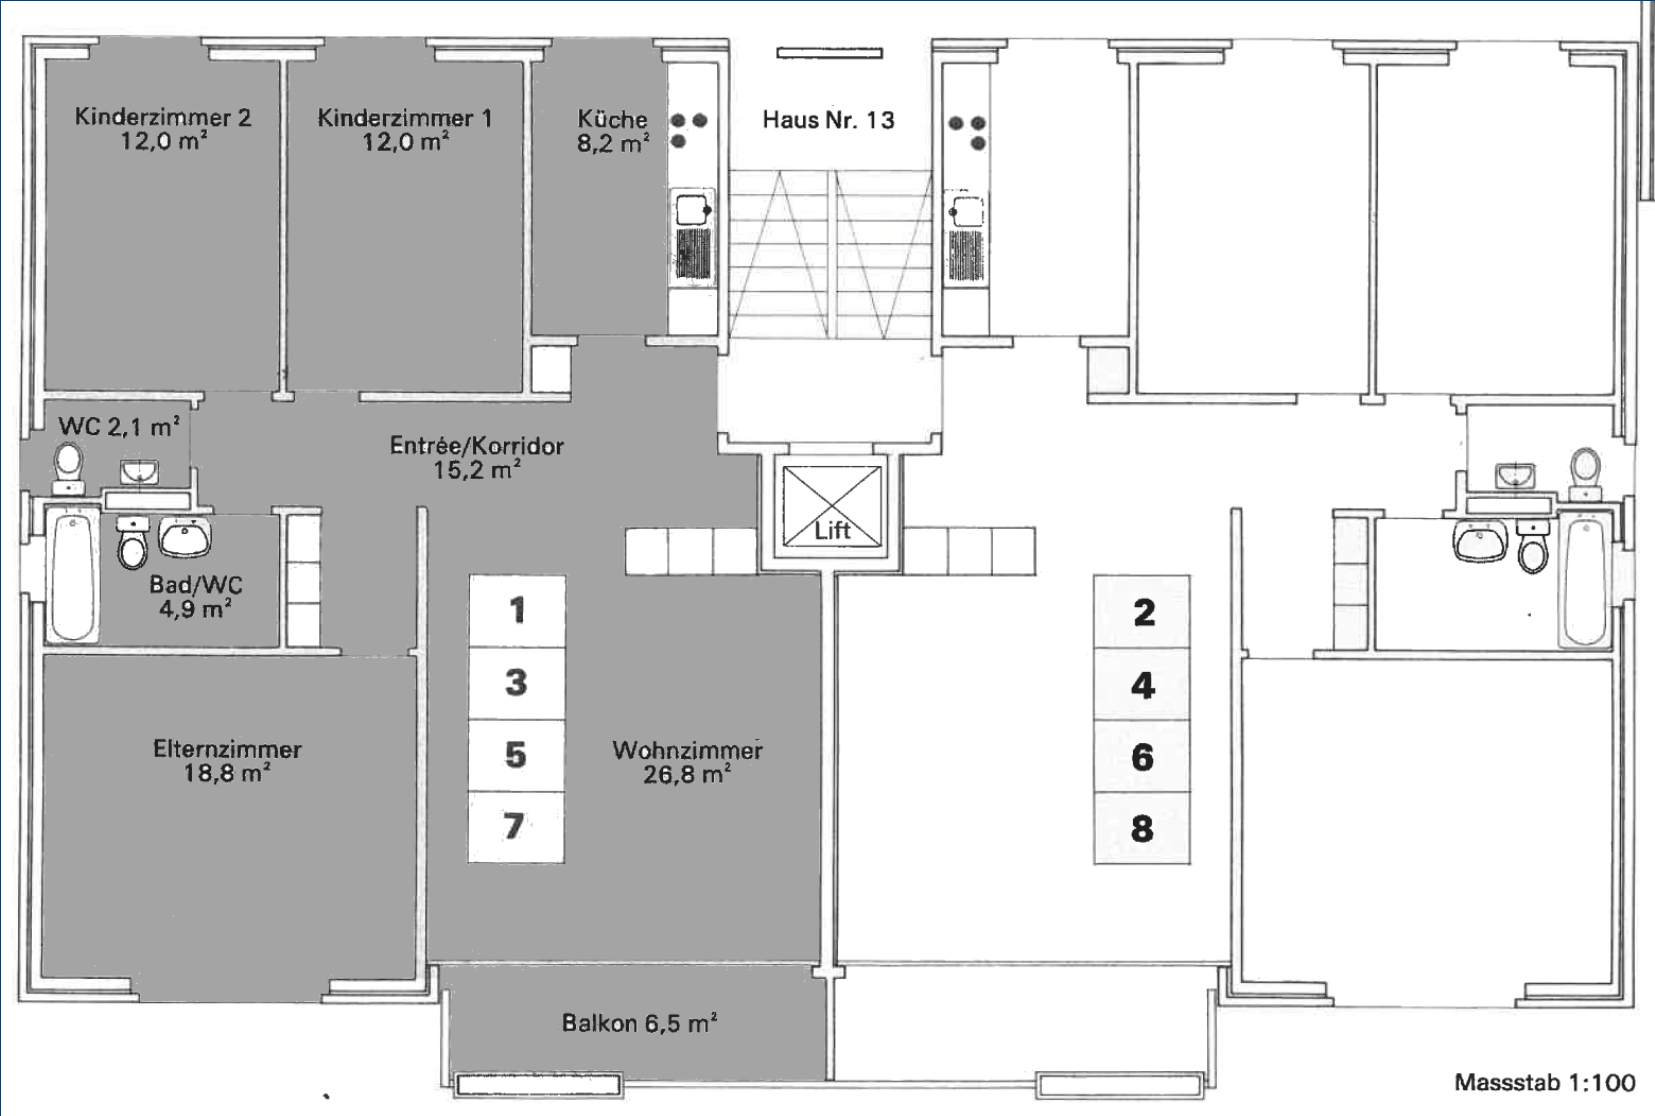 Kinderzimmer 2
12,0 m²
Kinderzimmer 1
12,0 m²
Küche
8,2 m²
Haus Nr. 13
WC 2,1 m²
Entrée/Korridor
15,2 m²
Lift
Bad/WC
4,9 m²
1
3
5
7
2
4
6
8
Elternzimmer
18,8 m²
Wohnzimmer
26,8 m²
Balkon 6,5 m²
Massstab 1:100